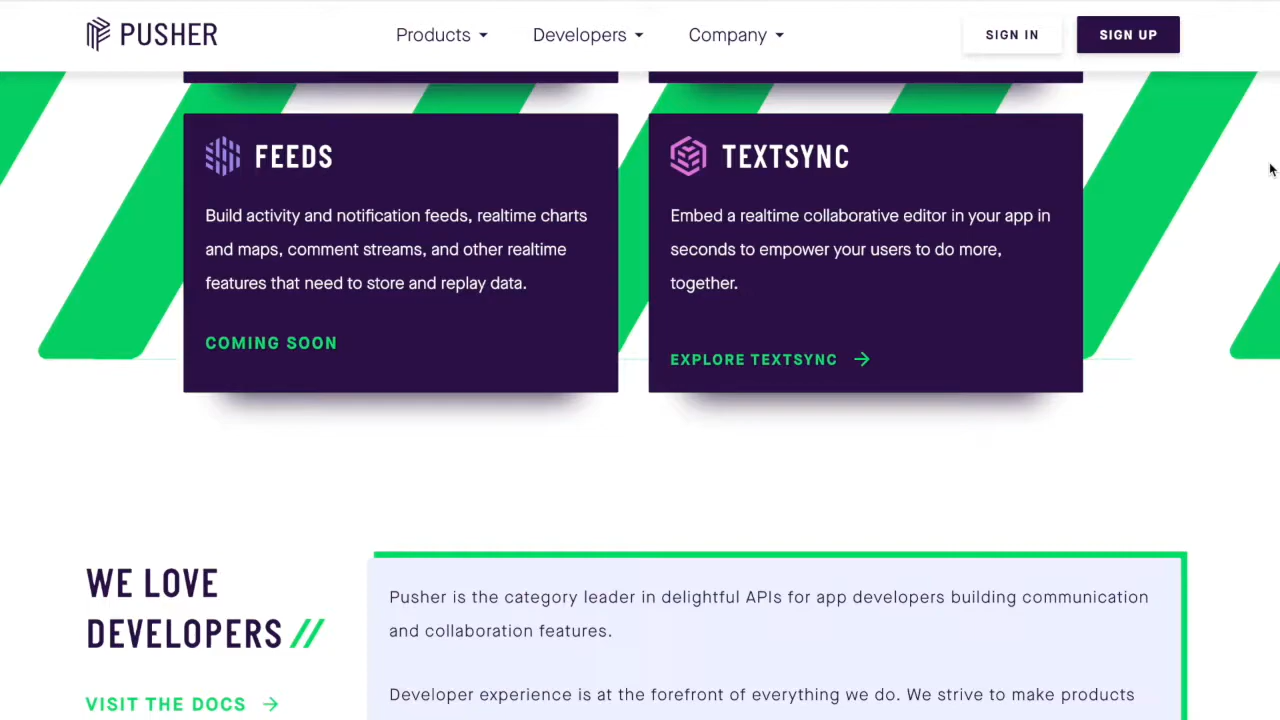 PUSHER
Products
Developers
Company
SIGN IN
SIGN UP
FEEDS
Build activity and notification feeds, realtime charts
and maps, comment streams, and other realtime
features that need to store and replay data.
COMING SOON
TEXTSYNC
Embed a realtime collaborative editor in your app in
seconds to empower your users to do more,
together.
EXPLORE TEXTSYNC →
WE LOVE
DEVELOPERS //
VISIT THE DOCS →
Pusher is the category leader in delightful APIs for app developers building communication
and collaboration features.
Developer experience is at the forefront of everything we do. We strive to make products